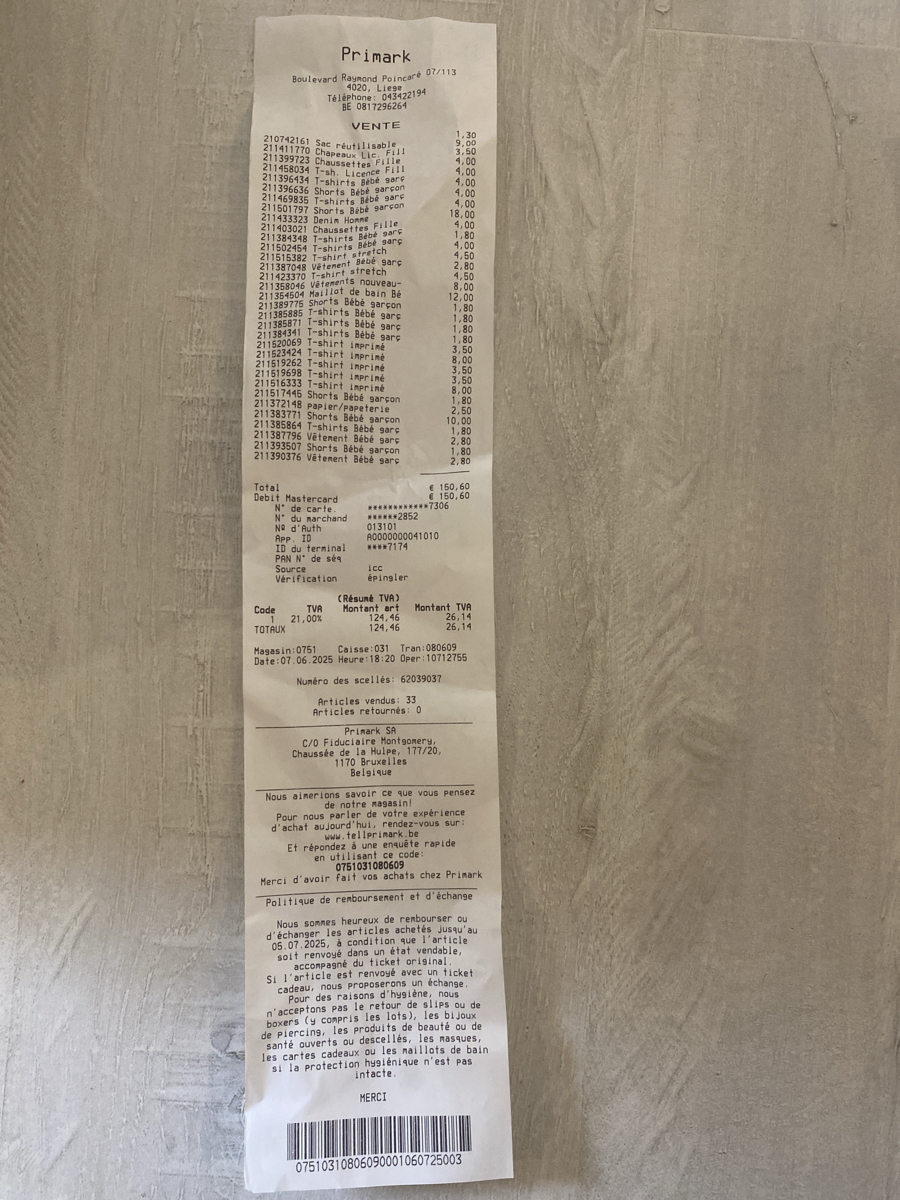 Primark
Boulevard Raymond Poincaré 07/113
4020, Liege
Téléphone: 043422194
BE 0817296264
VENTE
210742161 Sac réutilisable 1,30
211411770 Chapeaux Lic. Fill 9,00
211399723 Chaussettes Fille 3,50
211458034 T-sh. Licence Fill 4,00
211396434 T-shirts Bébé garç 4,00
211396636 Shorts Bébé garçon 4,00
211469835 T-shirts Bébé garç 4,00
211501797 Shorts Bébé garçon 4,00
211433323 Denim Homme 18,00
211403021 Chaussettes Fille 4,00
211384348 T-shirts Bébé garç 1,80
211502454 T-shirts Bébé garç 4,00
211515382 T-shirt stretch 4,50
211387048 Vêtement Bébé garç 2,80
211423370 T-shirt stretch 4,50
211358046 Vêtements nouveau- 8,00
211354504 Maillot de bain Bé 12,00
211389775 Shorts Bébé garçon 1,80
211385885 T-shirts Bébé garç 1,80
211385871 T-shirts Bébé garç 1,80
211384341 T-shirts Bébé garç 1,80
211520069 T-shirt imprimé 3,50
211523424 T-shirt imprimé 8,00
211519262 T-shirt imprimé 3,50
211519698 T-shirt imprimé 3,50
211516333 T-shirt imprimé 8,00
211517445 Shorts Bébé garçon 1,80
211372148 papier/papeterie 2,50
211383771 Shorts Bébé garçon 10,00
211385864 T-shirts Bébé garç 1,80
211387796 Vêtement Bébé garç 2,80
211393507 Shorts Bébé garçon 1,80
211390376 Vêtement Bébé garç 2,80
Total € 150,60
Debit Mastercard € 150,60
N° de carte. ************7306
N° du marchand ******2852
Nº d'Auth 013101
App. ID A0000000041010
ID du terminal ****7174
PAN N° de séq
Source icc
Vérification épingler
(Résumé TVA)
Code TVA Montant art Montant TVA
1 21,00% 124,46 26,14
TOTAUX 124,46 26,14
Magasin:0751 Caisse:031 Tran:080609
Date:07.06.2025 Heure:18:20 Oper:10712755
Numéro des scellés: 62039037
Articles vendus: 33
Articles retournés: 0
Primark SA
C/O Fiduciaire Montgomery,
Chaussée de la Hulpe, 177/20,
1170 Bruxelles
Belgique
Nous aimerions savoir ce que vous pensez
de notre magasin!
Pour nous parler de votre expérience
d'achat aujourd'hui, rendez-vous sur:
www.tellprimark.be
Et répondez à une enquête rapide
en utilisant ce code:
0751031080609
Merci d'avoir fait vos achats chez Primark
Politique de remboursement et d'échange
Nous sommes heureux de rembourser ou
d'échanger les articles achetés jusqu'au
05.07.2025, à condition que l'article
soit renvoyé dans un état vendable,
accompagné du ticket original.
Si l'article est renvoyé avec un ticket
cadeau, nous proposerons un échange.
Pour des raisons d'hygiène, nous
n'acceptons pas le retour de slips ou de
boxers (y compris les lots), les bijoux
de piercing, les produits de beauté ou de
santé ouverts ou descellés, les masques,
les cartes cadeaux ou les maillots de bain
si la protection hygiénique n'est pas
intacte.
MERCI
07510310806090001060725003